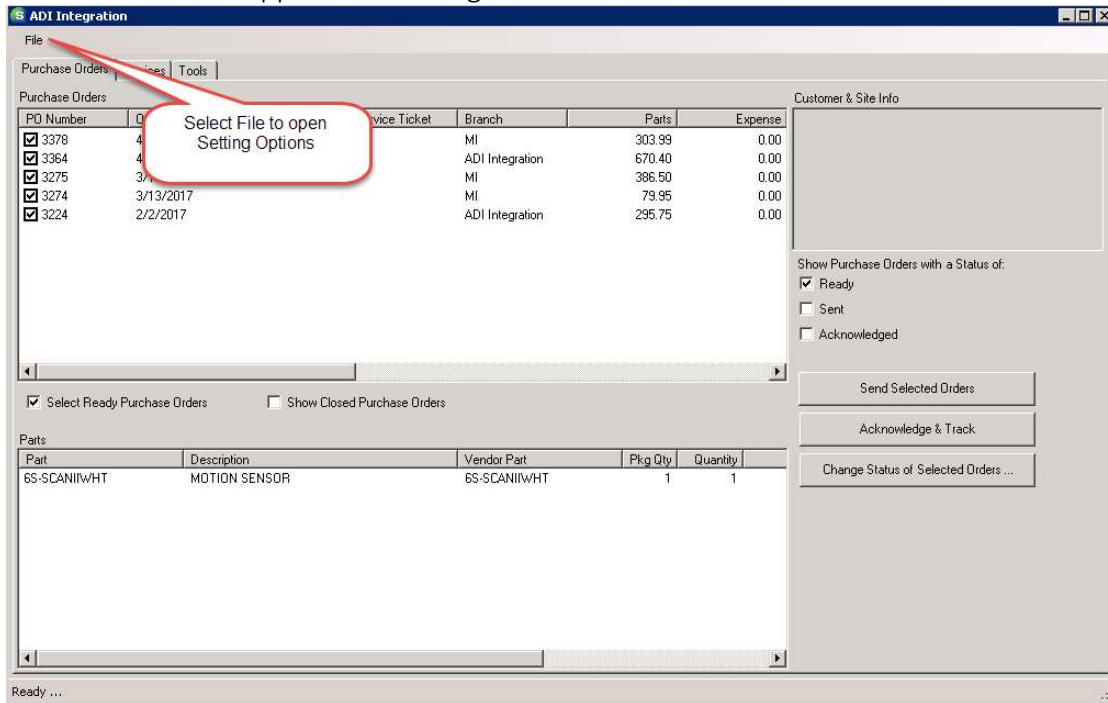 ADI Integration
File
Purchase Orders Tools
Purchase Orders
Customer & Site Info
Select File to open
Setting Options
PO Number Ticket Branch Parts Expense
3378 MI 303.99 0.00
3364 ADI Integration 670.40 0.00
3275 MI 386.50 0.00
3274 3/13/2017 MI 79.95 0.00
3224 2/2/2017 ADI Integration 295.75 0.00
Show Purchase Orders with a Status of:
Ready
Sent
Acknowledged
Select Ready Purchase Orders Show Closed Purchase Orders
Send Selected Orders
Acknowledge & Track
Change Status of Selected Orders ...
Parts
Part Description Vendor Part Pkg Qty Quantity
6S-SCANIIWHT MOTION SENSOR 6S-SCANIIWHT 1 1
Ready ...